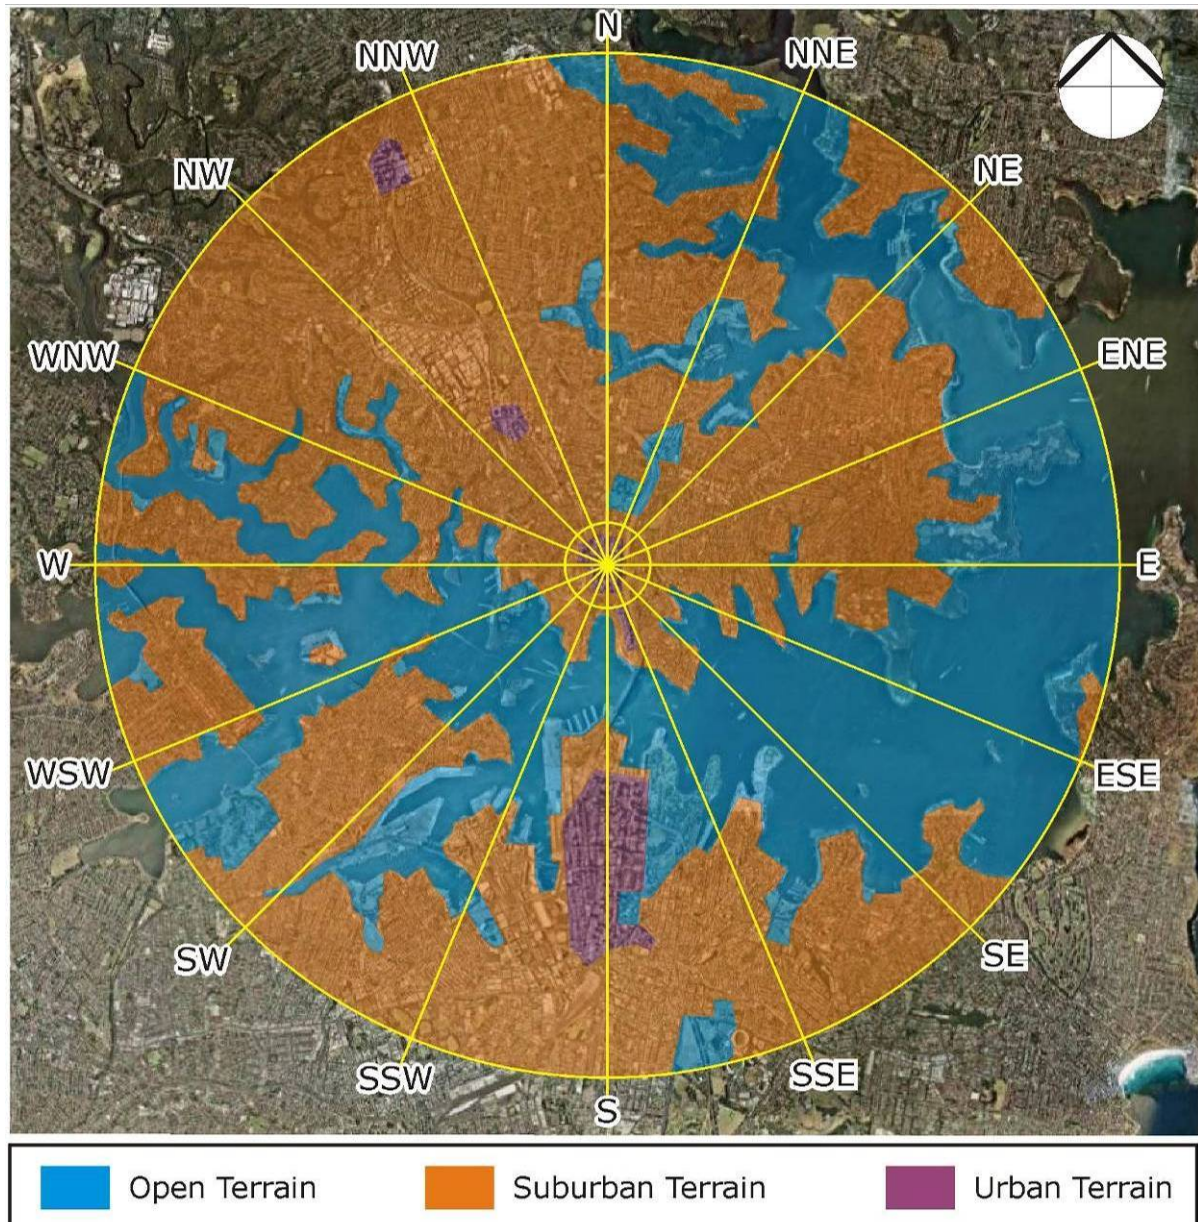 N
NNW
NNE
NW
NE
WNW
ENE
W
E
WSW
ESE
SW
SE
SSW
SSE
S
Open Terrain
Suburban Terrain
Urban Terrain